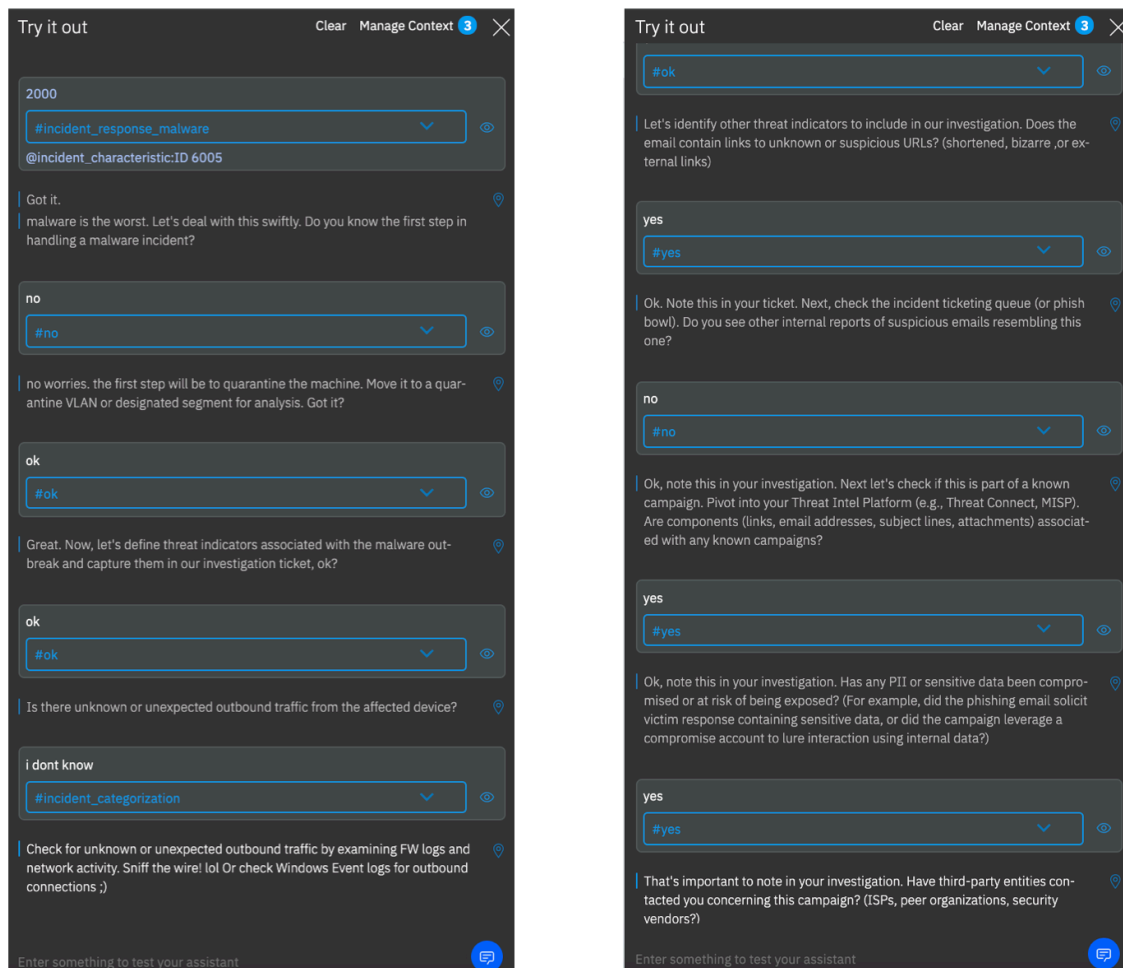 Try it out
Clear
Manage Context 3
2000
#incident_response_malware
@incident_characteristic:ID 6005
Got it.
malware is the worst. Let's deal with this swiftly. Do you know the first step in
handling a malware incident?
no
#no
no worries. the first step will be to quarantine the machine. Move it to a quar-
antine VLAN or designated segment for analysis. Got it?
ok
#ok
Great. Now, let's define threat indicators associated with the malware out-
break and capture them in our investigation ticket, ok?
ok
#ok
Is there unknown or unexpected outbound traffic from the affected device?
i dont know
#incident_categorization
Check for unknown or unexpected outbound traffic by examining FW logs and
network activity. Sniff the wire! lol Or check Windows Event logs for outbound
connections ;)
Enter something to test your assistant
Try it out
Clear
Manage Context 3
#ok
Let's identify other threat indicators to include in our investigation. Does the
email contain links to unknown or suspicious URLs? (shortened, bizarre ,or ex-
ternal links)
yes
#yes
Ok. Note this in your ticket. Next, check the incident ticketing queue (or phish
bowl). Do you see other internal reports of suspicious emails resembling this
one?
no
#no
Ok, note this in your investigation. Next let's check if this is part of a known
campaign. Pivot into your Threat Intel Platform (e.g., Threat Connect, MISP).
Are components (links, email addresses, subject lines, attachments) associat-
ed with any known campaigns?
yes
#yes
Ok, note this in your investigation. Has any PII or sensitive data been compro-
mised or at risk of being exposed? (For example, did the phishing email solicit
victim response containing sensitive data, or did the campaign leverage a
compromise account to lure interaction using internal data?)
yes
#yes
That's important to note in your investigation. Have third-party entities con-
tacted you concerning this campaign? (ISPs, peer organizations, security
vendors?)
Enter something to test your assistant